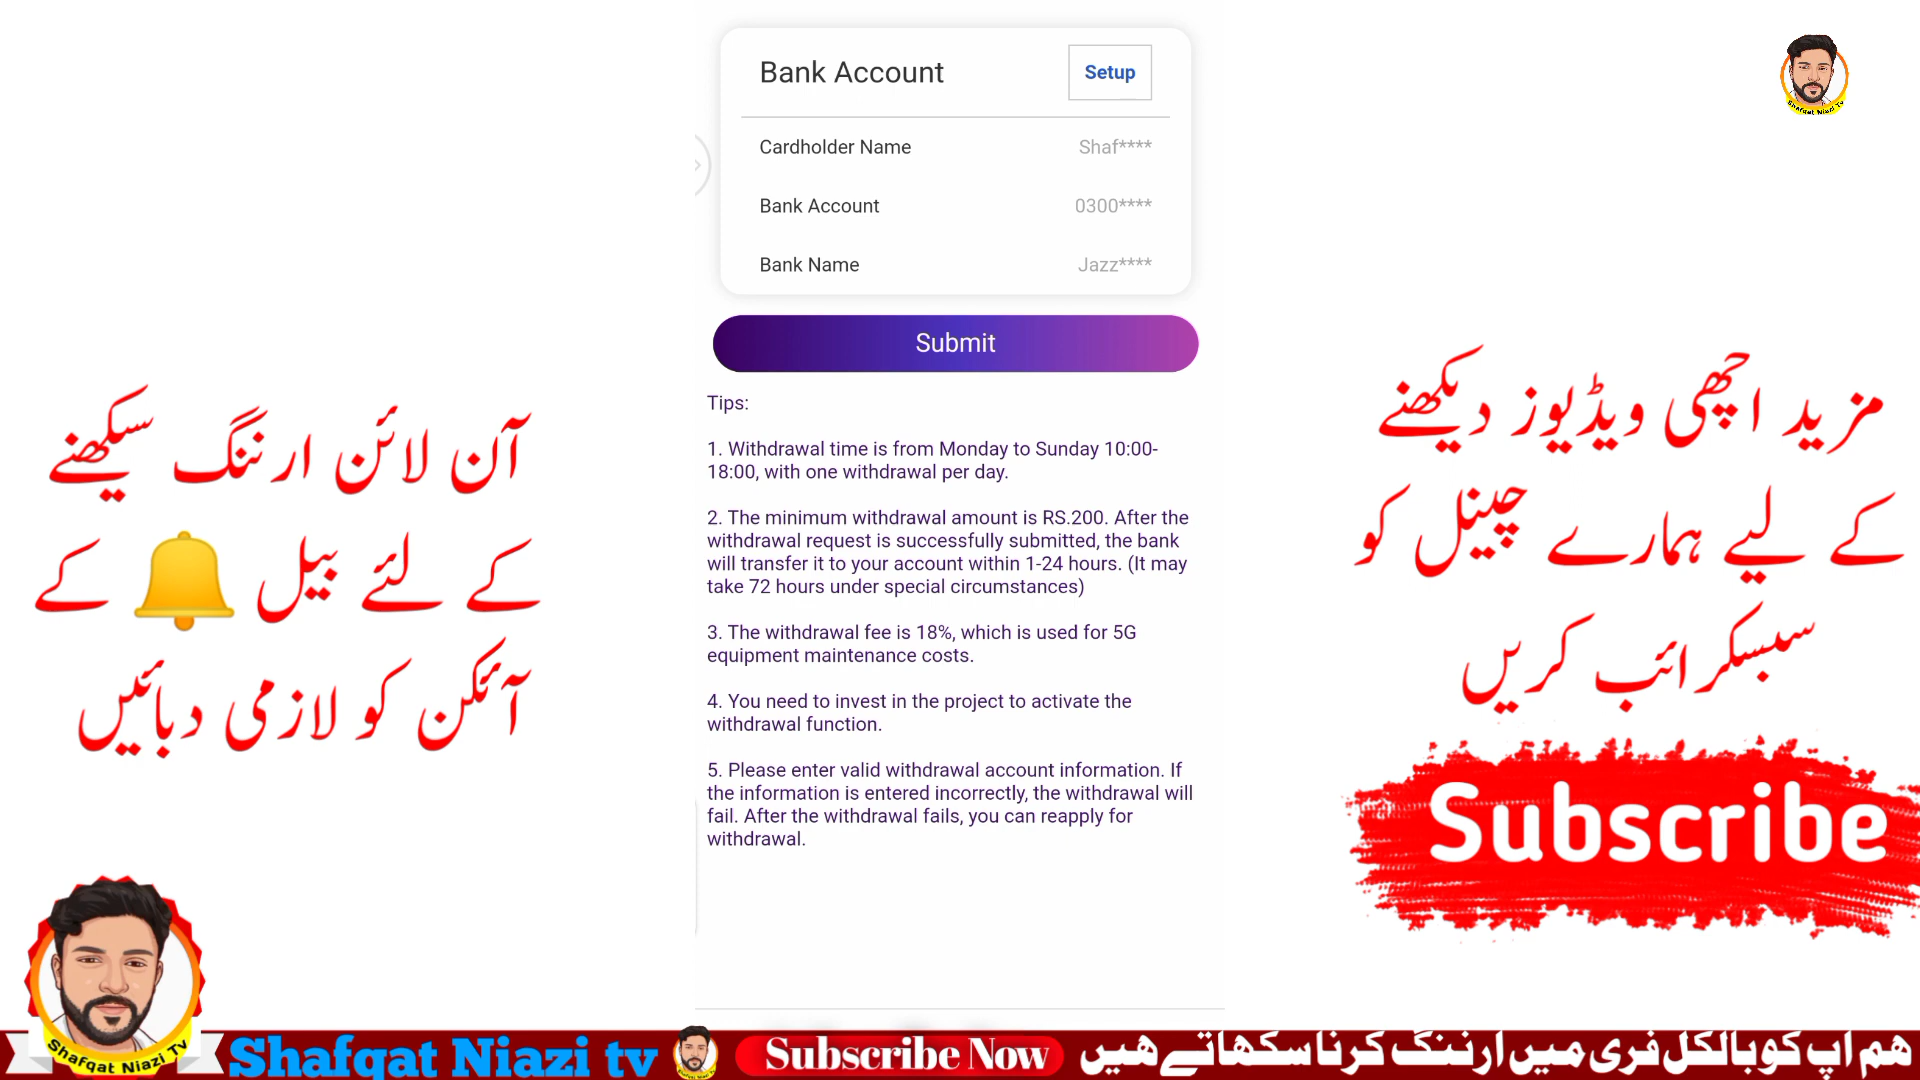 Bank Account
Setup
Cardholder Name
Shaf****
Bank Account
0300****
Bank Name
Jazz****
Submit
Tips:
1. Withdrawal time is from Monday to Sunday 10:00-
18:00, with one withdrawal per day.
2. The minimum withdrawal amount is RS.200. After the
withdrawal request is successfully submitted, the bank
will transfer it to your account within 1-24 hours. (It may
take 72 hours under special circumstances)
3. The withdrawal fee is 18%, which is used for 5G
equipment maintenance costs.
4. You need to invest in the project to activate the
withdrawal function.
5. Please enter valid withdrawal account information. If
the information is entered incorrectly, the withdrawal will
fail. After the withdrawal fails, you can reapply for
withdrawal.
آن لائن ارننگ سکھنے
کے لئے بیل 🔔 کے
آئکن کو لازمی دبائیں
مزید اچھی ویڈیوز دیکھنے
کے لیے ہمارے چینل کو
سبسکرائب کریں
Subscribe
Shafqat Niazi Tv
Shafqat Niazi Tv
Shafqat Niazi tv
Subscribe Now
ھم اپ کو بالکل فری میں ارننگ کرنا سکھاتے ھیں